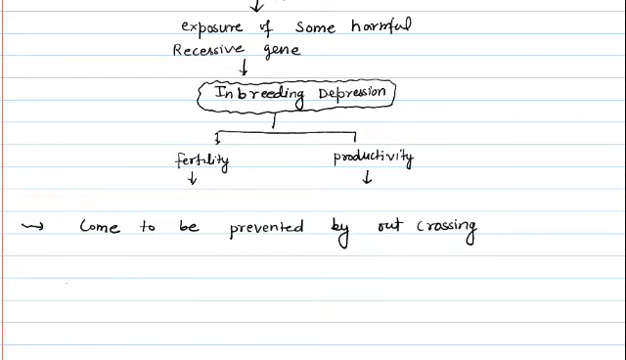 exposure of some harmful
Recessive gene
Inbreeding Depression
fertility productivity
Come to be prevented by out crossing